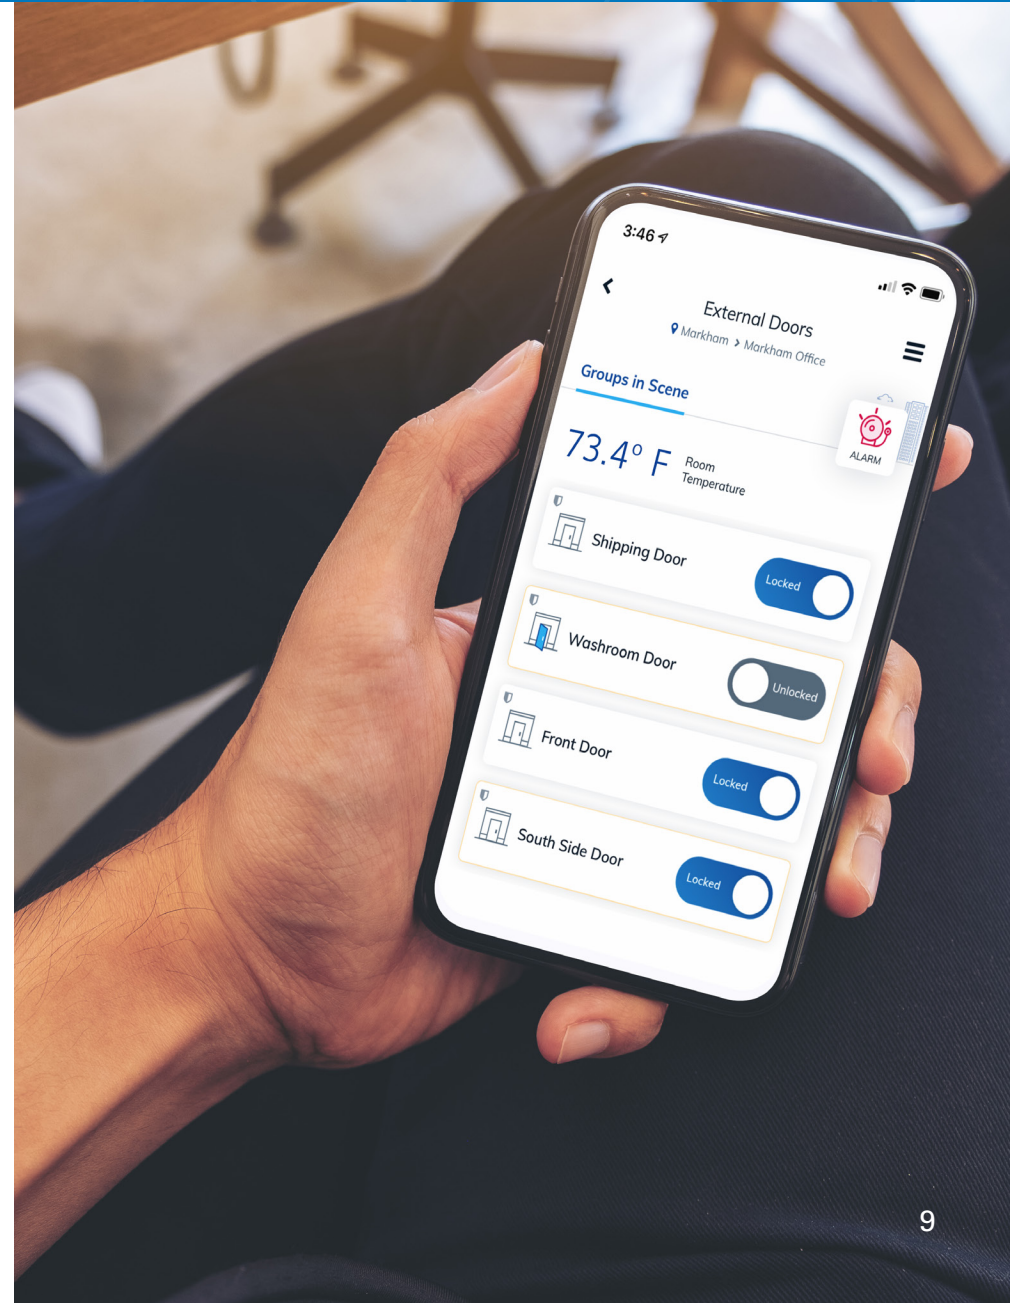 3:46
External Doors
Markham > Markham Office
Groups in Scene
ALARM
73.4° F
Room
Temperature
Shipping Door
Locked
Washroom Door
Unlocked
Front Door
Locked
South Side Door
Locked
9